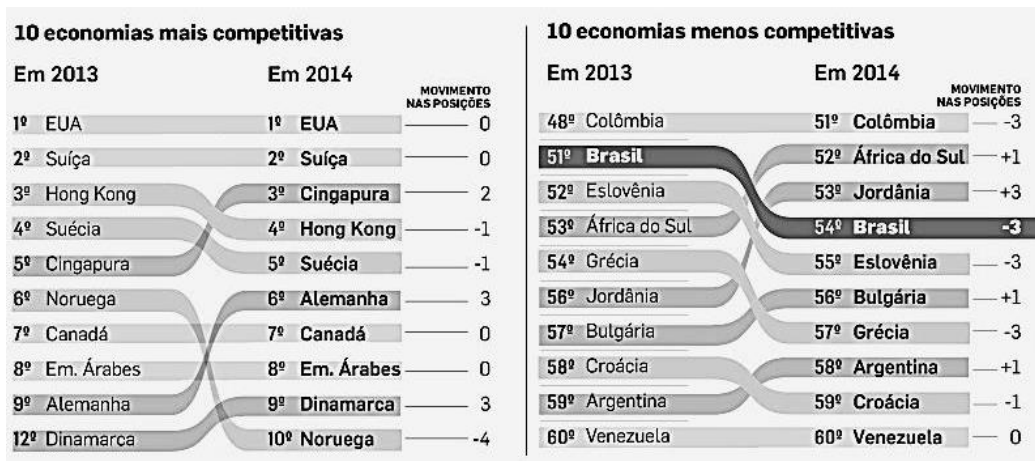 10 economias mais competitivas
Em 2013 Em 2014
MOVIMENTO
NAS POSIÇÕES
1º EUA 1º EUA 0
2º Suíça 2º Suíça 0
3º Hong Kong 3º Cingapura 2
4º Suécia 4º Hong Kong -1
5º Cingapura 5º Suécia -1
6º Noruega 6º Alemanha 3
7º Canadá 7º Canadá 0
8º Em. Árabes 8º Em. Árabes 0
9º Alemanha 9º Dinamarca 3
12º Dinamarca 10º Noruega -4
10 economias menos competitivas
Em 2013 Em 2014
MOVIMENTO
NAS POSIÇÕES
48º Colômbia 51º Colômbia -3
51º Brasil 52º África do Sul +1
52º Eslovênia 53º Jordânia +3
53º África do Sul 54º Brasil -3
54º Grécia 55º Eslovênia -3
56º Jordânia 56º Bulgária +1
57º Bulgária 57º Grécia -3
58º Croácia 58º Argentina +1
59º Argentina 59º Croácia -1
60º Venezuela 60º Venezuela 0